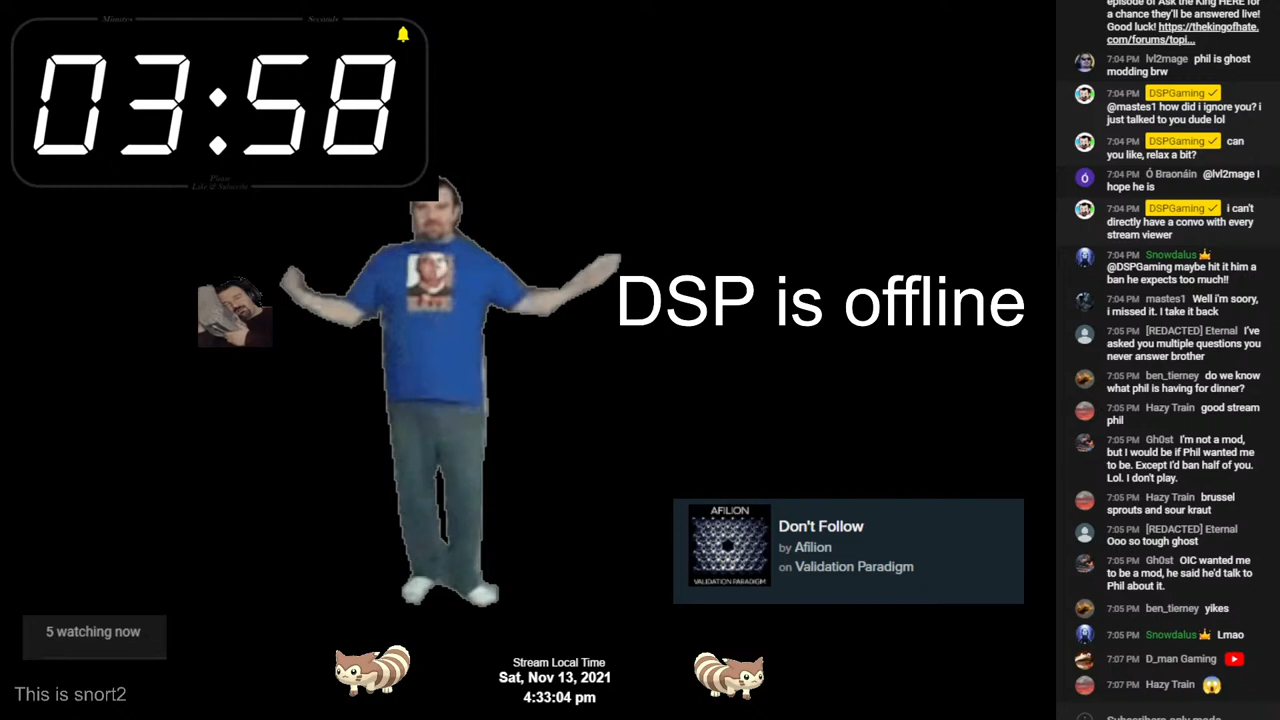 Minutes
Seconds
03:58
Please
Like & Subscribe
DSP is offline
AFILION
VALIDATION PARADIGM
Don't Follow
by Afilion
on Validation Paradigm
5 watching now
This is snort2
Stream Local Time
Sat, Nov 13, 2021
4:33:04 pm
episode of Ask the King HERE for
a chance they'll be answered live!
Good luck! https://thekingofhate.
com/forums/topi...
7:04 PM lvl2mage phil is ghost
modding brw
7:04 PM DSPGaming ✓
@mastes1 how did i ignore you? i
just talked to you dude lol
7:04 PM DSPGaming ✓ can
you like, relax a bit?
Ó 7:04 PM Ó Braonáin @lvl2mage I
hope he is
7:04 PM DSPGaming ✓ i can't
directly have a convo with every
stream viewer
7:04 PM Snowdalus
@DSPGaming maybe hit it him a
ban he expects too much!!
7:04 PM mastes1 Well i'm soory,
i missed it. I take it back
7:05 PM [REDACTED] Eternal I've
asked you multiple questions you
never answer brother
7:05 PM ben_tierney do we know
what phil is having for dinner?
7:05 PM Hazy Train good stream
phil
7:05 PM Gh0st I'm not a mod,
but I would be if Phil wanted me
to be. Except I'd ban half of you.
Lol. I don't play.
7:05 PM Hazy Train brussel
sprouts and sour kraut
7:05 PM [REDACTED] Eternal
Ooo so tough ghost
7:05 PM Gh0st OIC wanted me
to be a mod, he said he'd talk to
Phil about it.
7:05 PM ben_tierney yikes
7:05 PM Snowdalus Lmao
7:07 PM D_man Gaming
7:07 PM Hazy Train
Subscribers-only mode